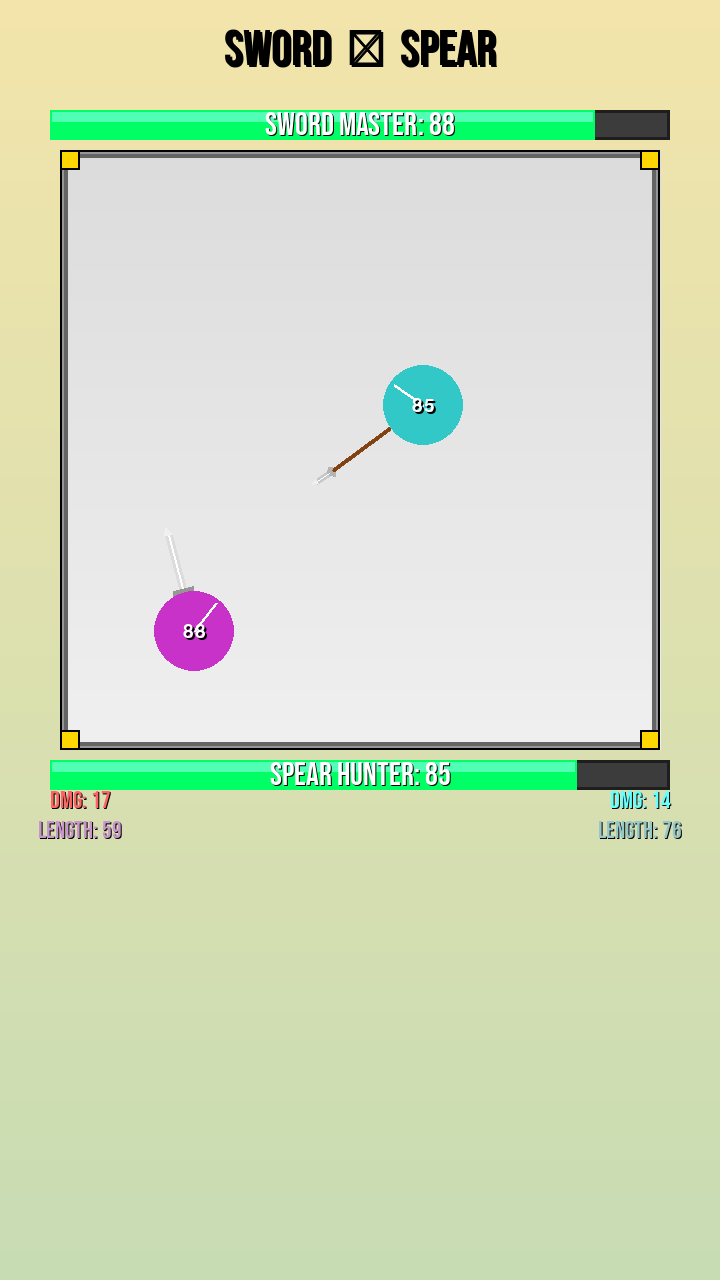 SWORD ☒ SPEAR
SWORD MASTER: 88
85
88
SPEAR HUNTER: 85
DMG: 17 DMG: 14
LENGTH: 59 LENGTH: 76